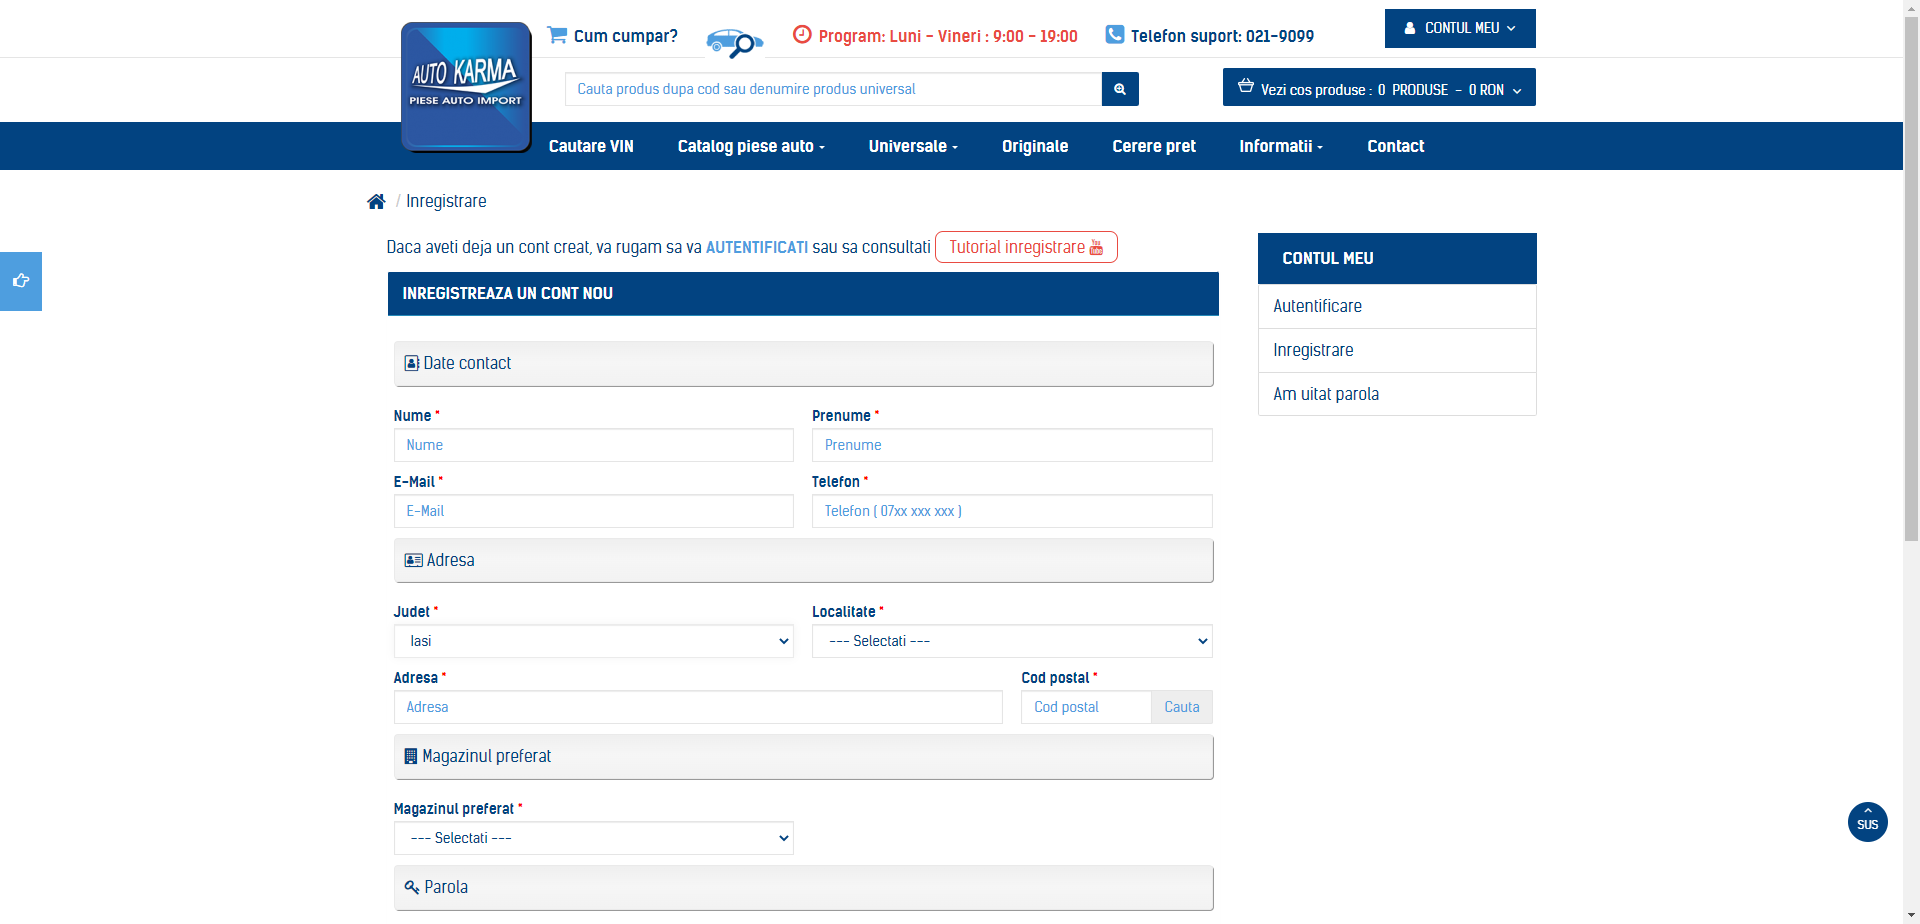 Cum cumpar?
Program: Luni - Vineri : 9:00 - 19:00
Telefon suport: 021-9099
CONTUL MEU
AUTO KARMA
PIESE AUTO IMPORT
Cauta produs dupa cod sau denumire produs universal
Vezi cos produse : 0 PRODUSE - 0 RON
Cautare VIN
Catalog piese auto
Universale
Originale
Cerere pret
Informatii
Contact
/ Inregistrare
Daca aveti deja un cont creat, va rugam sa va AUTENTIFICATI sau sa consultati Tutorial inregistrare You Tube
INREGISTREAZA UN CONT NOU
Date contact
Nume *
Prenume *
Nume
Prenume
E-Mail *
Telefon *
E-Mail
Telefon ( 07xx xxx xxx )
Adresa
Judet *
Localitate *
Iasi
--- Selectati ---
Adresa *
Cod postal *
Adresa
Cod postal
Cauta
Magazinul preferat
Magazinul preferat *
--- Selectati ---
Parola
CONTUL MEU
Autentificare
Inregistrare
Am uitat parola
SUS